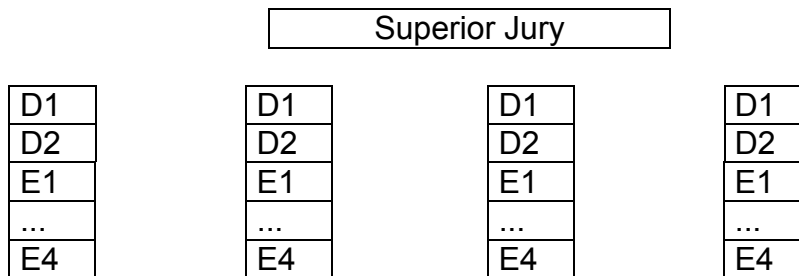 Superior Jury
D1 D1 D1 D1
D2 D2 D2 D2
E1 E1 E1 E1
... ... ... ...
E4 E4 E4 E4